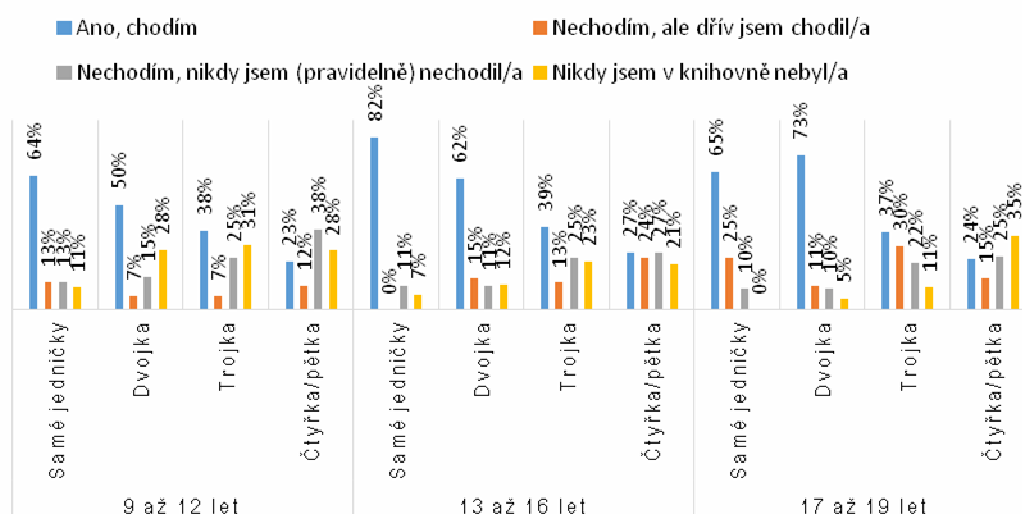 Ano, chodím
Nechodím, ale dřív jsem chodil/a
Nechodím, nikdy jsem (pravidelně) nechodil/a
Nikdy jsem v knihovně nebyl/a
64% 13% 13% 11%
50% 7% 15% 28%
38% 7% 25% 31%
23% 12% 38% 28%
82% 0% 11% 7%
62% 15% 11% 12%
39% 13% 25% 23%
27% 24% 27% 21%
65% 25% 10% 0%
73% 11% 10% 5%
37% 30% 22% 11%
24% 15% 25% 35%
Samé jedničky
Dvojka
Trojka
Čtyřka/pětka
Samé jedničky
Dvojka
Trojka
Čtyřka/pětka
Samé jedničky
Dvojka
Trojka
Čtyřka/pětka
9 až 12 let
13 až 16 let
17 až 19 let